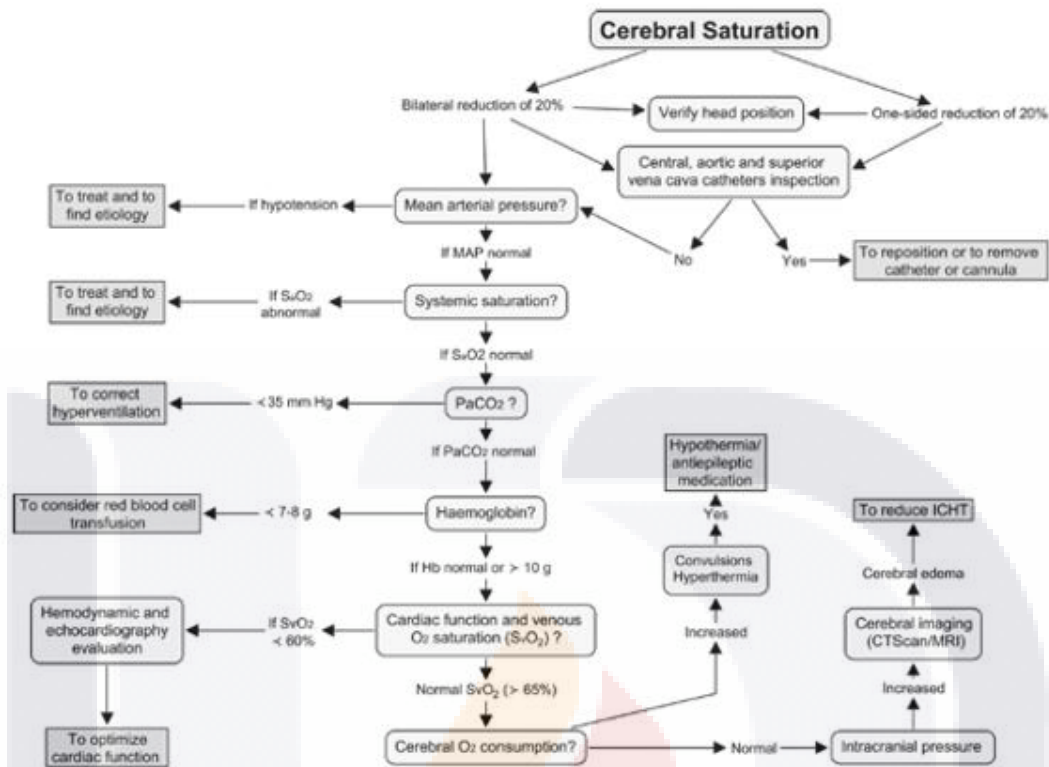 Cerebral Saturation
Bilateral reduction of 20%
Verify head position
One-sided reduction of 20%
Central, aortic and superior
vena cava catheters inspection
To treat and to
find etiology
If hypotension
Mean arterial pressure?
No
Yes
To reposition or to remove
catheter or cannula
If MAP normal
To treat and to
find etiology
If SaO2
abnormal
Systemic saturation?
If SaO2 normal
To correct
hyperventilation
<35 mm Hg
PaCO2 ?
If PaCO2 normal
Hypothermia/
antiepileptic
medication
To consider red blood cell
transfusion
< 7-8 g
Haemoglobin?
Yes
To reduce ICHT
If Hb normal or > 10 g
Convulsions
Hyperthermia
Cerebral edema
Hemodynamic and
echocardiography
evaluation
If SvO2
< 60%
Cardiac function and venous
O2 saturation (SvO2) ?
Increased
Cerebral imaging
(CTScan/MRI)
Normal SvO2 (> 65%)
Increased
To optimize
cardiac function
Cerebral O2 consumption?
Normal
Intracranial pressure